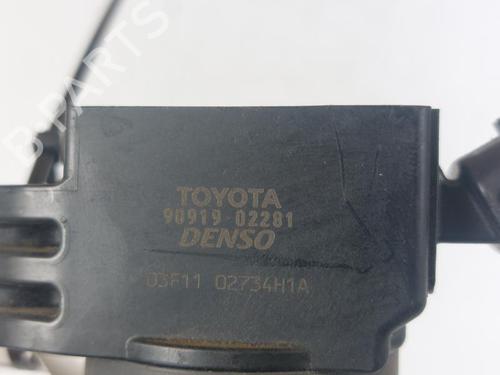 B-PARTS
TOYOTA
90919 02281
DENSO
03F11 02734H1A